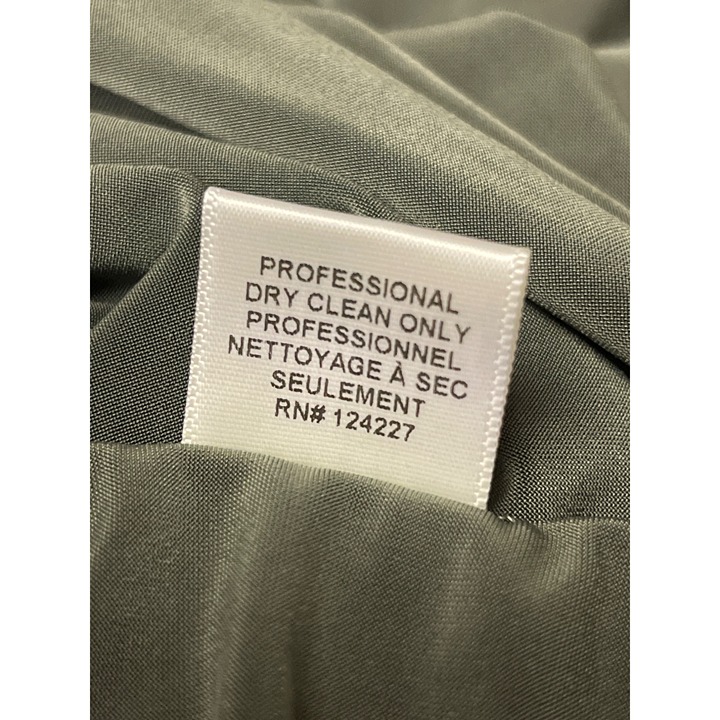 PROFESSIONAL
DRY CLEAN ONLY
PROFESSIONNEL
NETTOYAGE À SEC
SEULEMENT
RN# 124227